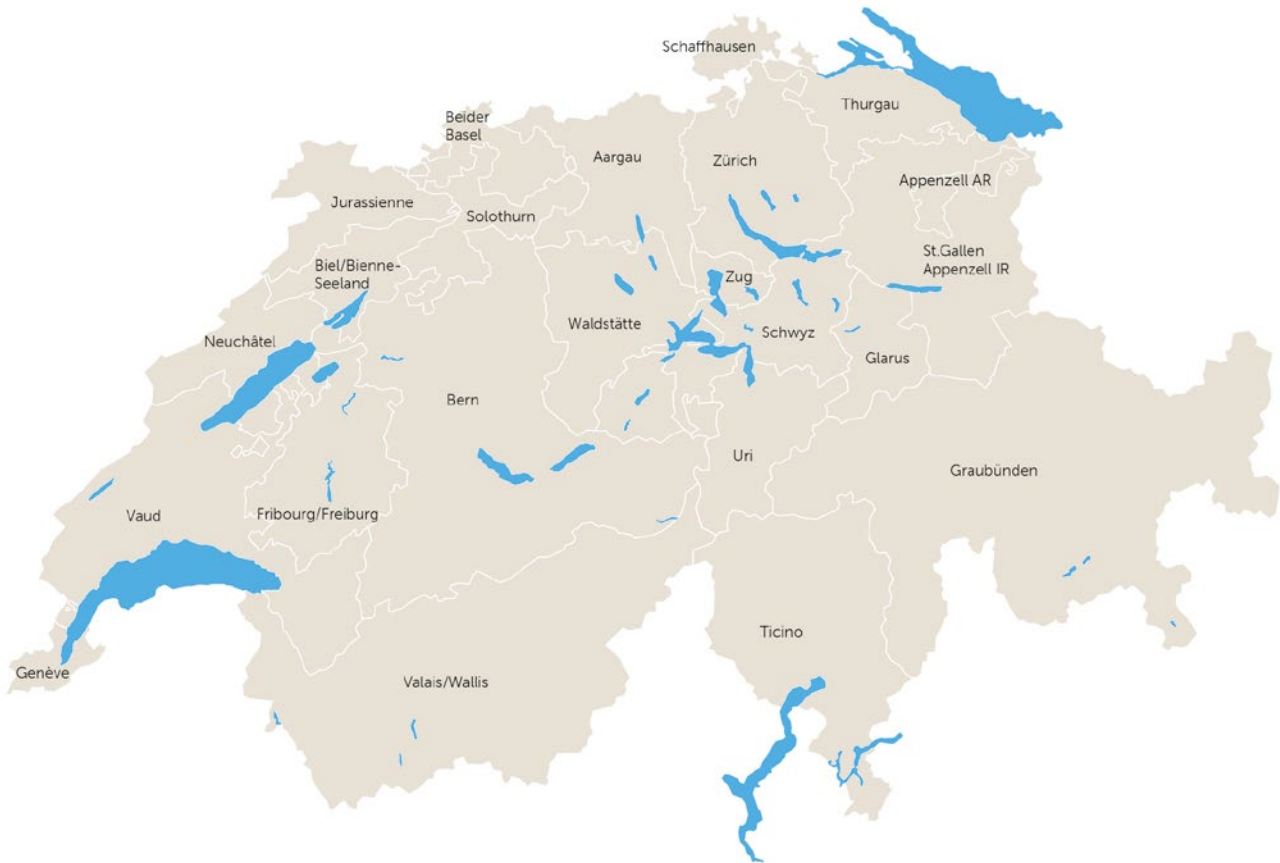 Schaffhausen
Thurgau
Beider
Basel
Aargau
Zürich
Appenzell AR
Jurassienne
Solothurn
St.Gallen
Appenzell IR
Biel/Bienne-
Seeland
Zug
Waldstätte
Schwyz
Neuchâtel
Glarus
Bern
Uri
Graubünden
Vaud
Fribourg/Freiburg
Ticino
Genève
Valais/Wallis